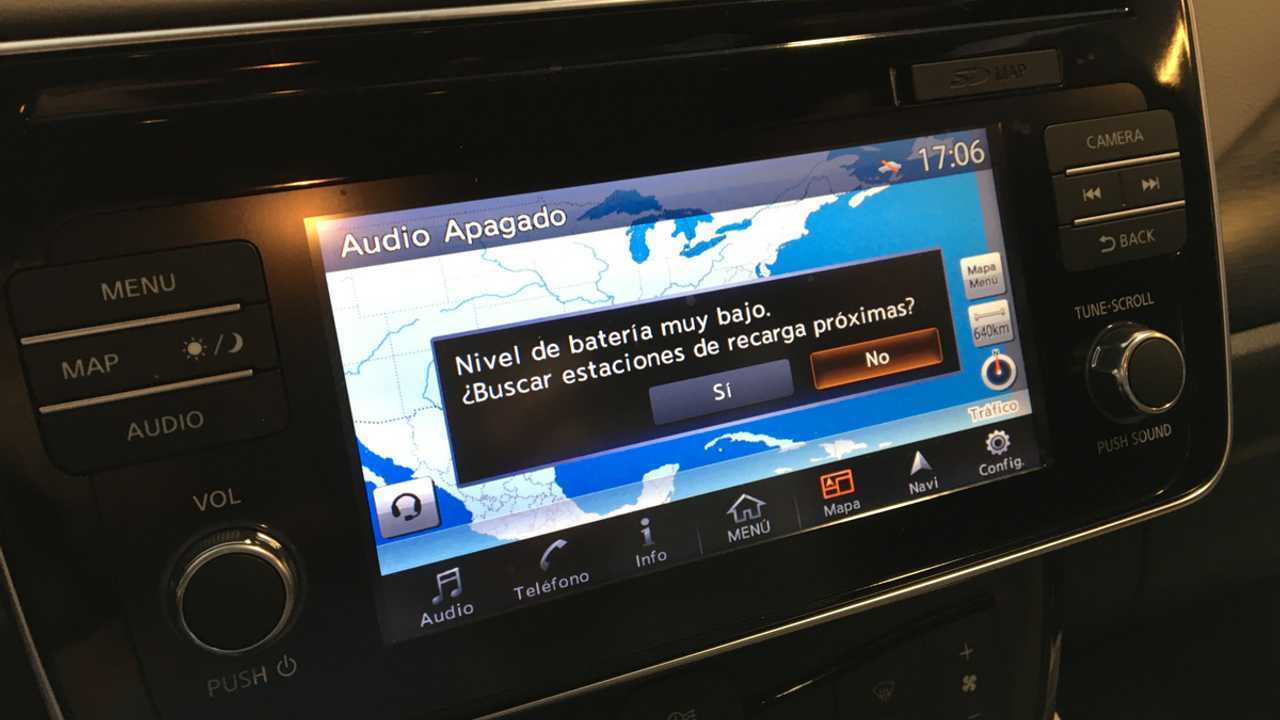 SD MAP
CAMERA
BACK
TUNE·SCROLL
PUSH SOUND
MENU
MAP
AUDIO
VOL
PUSH
Audio Apagado
17:06
Mapa
Menú
640km
Tráfico
Nivel de batería muy bajo.
¿Buscar estaciones de recarga próximas?
Sí
No
Audio
Teléfono
Info
MENÚ
Mapa
Navi
Config.